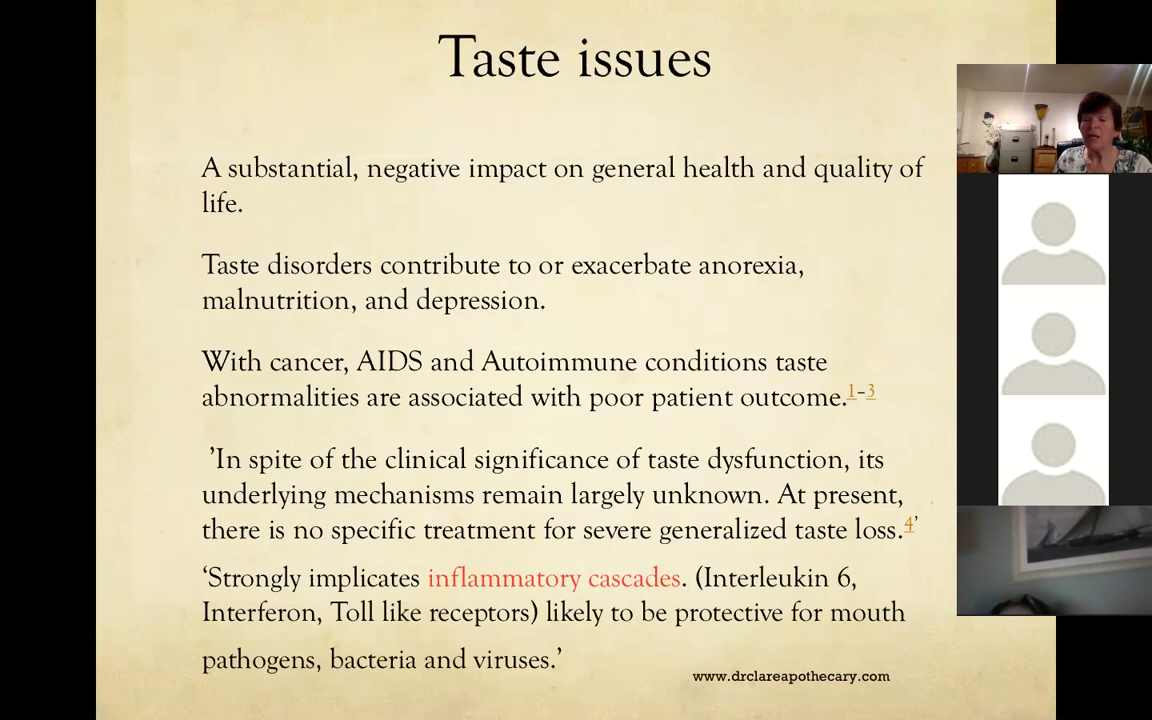 Taste issues
A substantial, negative impact on general health and quality of
life.
Taste disorders contribute to or exacerbate anorexia,
malnutrition, and depression.
With cancer, AIDS and Autoimmune conditions taste
abnormalities are associated with poor patient outcome.1-3
’In spite of the clinical significance of taste dysfunction, its
underlying mechanisms remain largely unknown. At present,
there is no specific treatment for severe generalized taste loss.4’
‘Strongly implicates inflammatory cascades. (Interleukin 6,
Interferon, Toll like receptors) likely to be protective for mouth
pathogens, bacteria and viruses.’
www.drclareapothecary.com